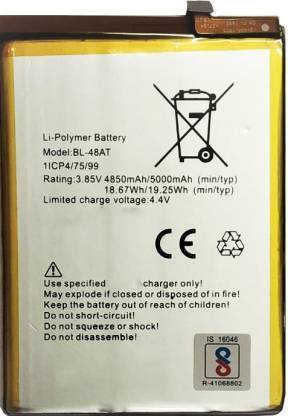 Li-Polymer Battery
Model:BL-48AT
1ICP4/75/99
Rating:3.85V 4850mAh/5000mAh (min/typ)
18.67Wh/19.25Wh (min/typ)
Limited charge voltage:4.4V
CE
Use specified charger only!
May explode if closed or disposed of in fire!
Keep the battery out of reach of children!
Do not short-circuit!
Do not squeeze or shock!
Do not disassemble!
IS 16046
R-41068802